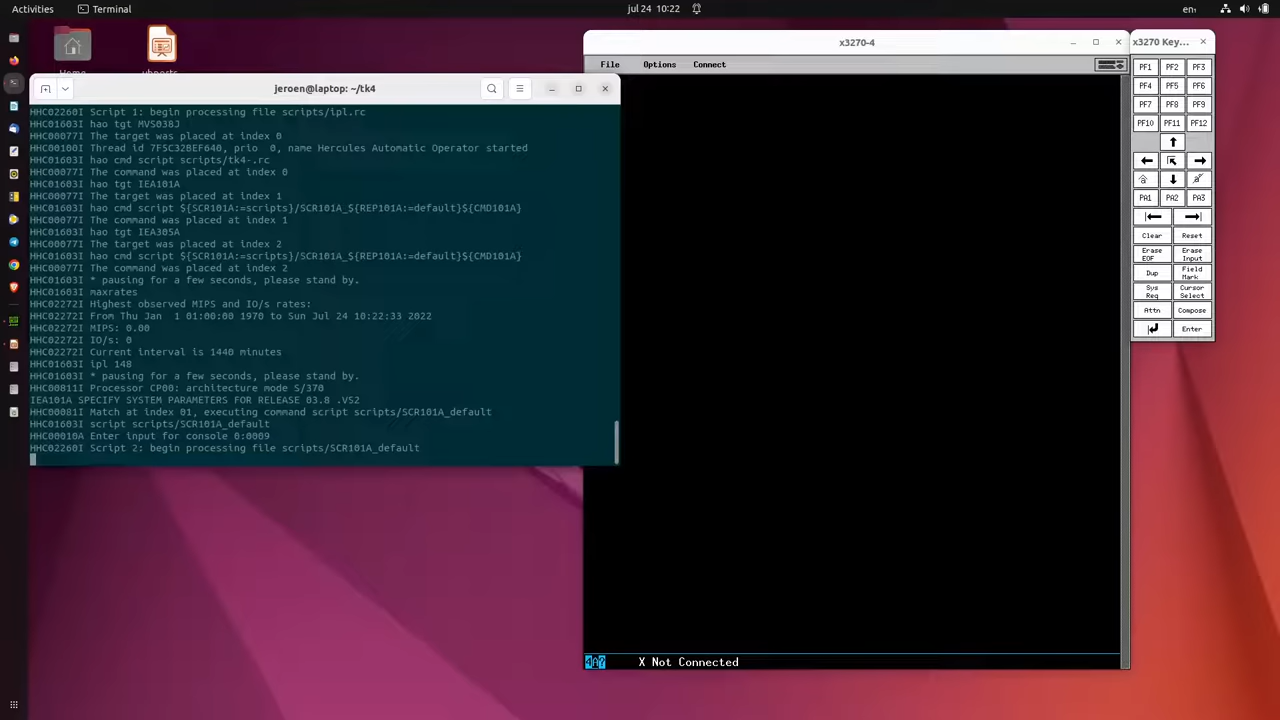 Activities
Terminal
jul 24 10:22
en
Home
jeroen@laptop: ~/tk4
HHC02260I Script 1: begin processing file scripts/ipl.rc
HHC01603I hao tgt MVS038J
HHC00077I The target was placed at index 0
HHC00100I Thread id 7F5C32BEF640, prio  0, name Hercules Automatic Operator started
HHC01603I hao cmd script scripts/tk4-.rc
HHC00077I The command was placed at index 0
HHC01603I hao tgt IEA101A
HHC00077I The target was placed at index 1
HHC01603I hao cmd script ${SCR101A:=scripts}/SCR101A_${REP101A:=default}${CMD101A}
HHC00077I The command was placed at index 1
HHC01603I hao tgt IEA305A
HHC00077I The target was placed at index 2
HHC01603I hao cmd script ${SCR101A:=scripts}/SCR101A_${REP101A:=default}${CMD101A}
HHC00077I The command was placed at index 2
HHC01603I * pausing for a few seconds, please stand by.
HHC01603I maxrates
HHC02272I Highest observed MIPS and IO/s rates:
HHC02272I From Thu Jan  1 01:00:00 1970 to Sun Jul 24 10:22:33 2022
HHC02272I MIPS: 0.00
HHC02272I IO/s: 0
HHC02272I Current interval is 1440 minutes
HHC01603I ipl 148
HHC01603I * pausing for a few seconds, please stand by.
HHC00811I Processor CP00: architecture mode S/370
IEA101A SPECIFY SYSTEM PARAMETERS FOR RELEASE 03.8 .VS2
HHC00081I Match at index 01, executing command script scripts/SCR101A_default
HHC01603I script scripts/SCR101A_default
HHC00010A Enter input for console 0:0009
HHC02260I Script 2: begin processing file scripts/SCR101A_default
x3270-4
File Options Connect
4A?
X Not Connected
x3270 Key...
PF1 PF2 PF3
PF4 PF5 PF6
PF7 PF8 PF9
PF10 PF11 PF12
PA1 PA2 PA3
Clear Reset
Erase EOF Erase Input
Dup Field Mark
Sys Req Cursor Select
Attn Compose
Enter